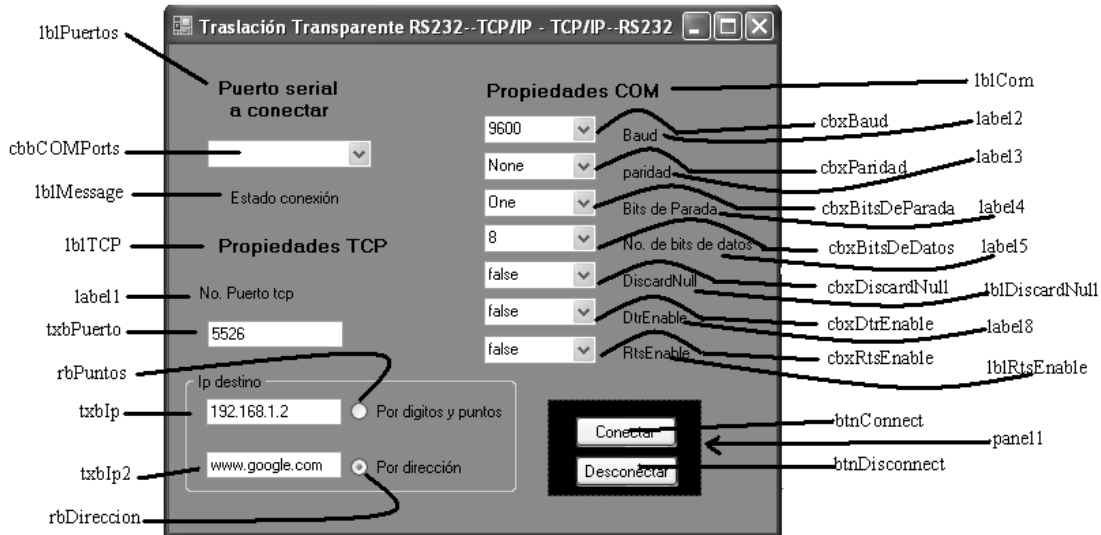 Traslación Transparente RS232--TCP/IP - TCP/IP--RS232
lblPuertos
Puerto serial
a conectar
cbbCOMPorts
lblMessage
Estado conexión
lblTCP
Propiedades TCP
label1
No. Puerto tcp
txbPuerto
5526
rbPuntos
Ip destino
txbIp
192.168.1.2
Por digitos y puntos
txbIp2
www.google.com
Por dirección
rbDireccion
Propiedades COM
lblCom
9600
Baud
cbxBaud
label2
None
paridad
cbxParidad
label3
One
Bits de Parada
cbxBitsDeParada
label4
8
No. de bits de datos
cbxBitsDeDatos
label5
false
DiscardNull
cbxDiscardNull
lblDiscardNull
false
DtrEnable
cbxDtrEnable
label8
false
RtsEnable
cbxRtsEnable
lblRtsEnable
Conectar
btnConnect
panel1
Desconectar
btnDisconnect